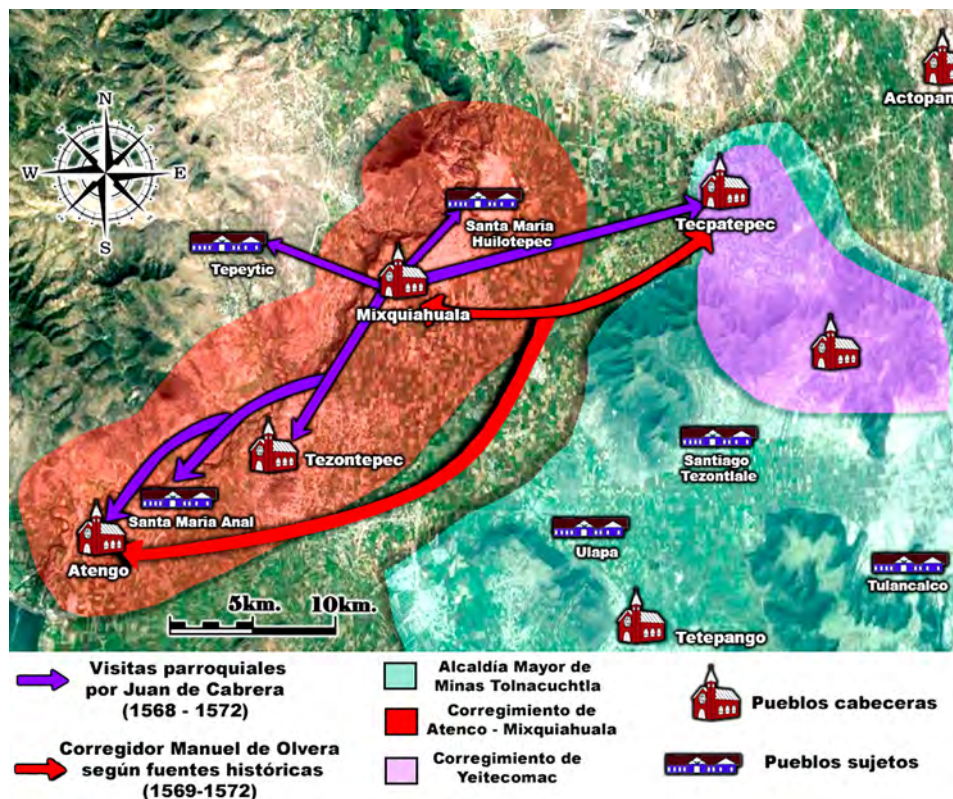 Actopan
N
W
E
S
Santa María
Huilotepec
Tecpatepec
Tepeytic
Mixquiahuala
Tezontepec
Santiago
Tezontlale
Santa María Anal
Ulapa
Atengo
Tulancalco
5km.
10km.
Tetepango
Visitas parroquiales
por Juan de Cabrera
(1568 - 1572)
Corregidor Manuel de Olvera
según fuentes históricas
(1569-1572)
Alcaldía Mayor de
Minas Tolnacuchtla
Corregimiento de
Atenco - Mixquiahuala
Corregimiento de
Yeitecomac
Pueblos cabeceras
Pueblos sujetos